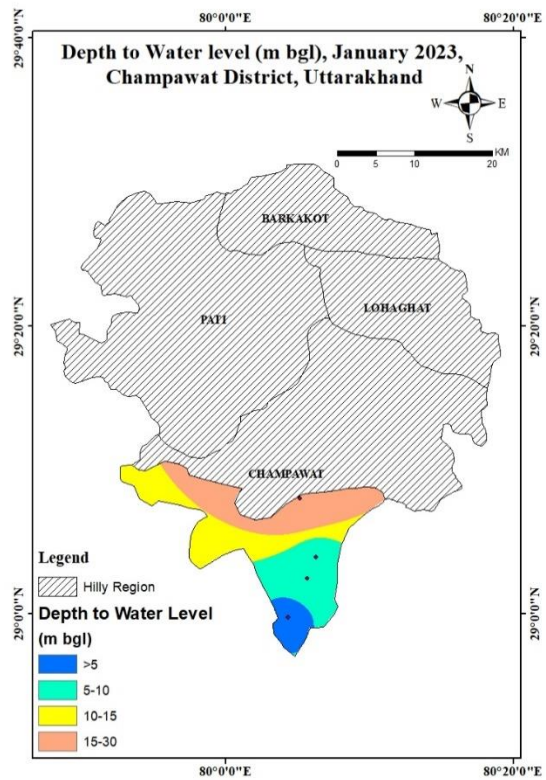 80°0'0"E
80°20'0"E
29°40'0"N
29°40'0"N
Depth to Water level (m bgl), January 2023,
Champawat District, Uttarakhand
N
W
E
S
KM
0
5
10
20
BARKAKOT
LOHAGHAT
PATI
CHAMPAWAT
29°20'0"N
29°20'0"N
29°0'0"N
29°0'0"N
Legend
Hilly Region
Depth to Water Level
(m bgl)
>5
5-10
10-15
15-30
80°0'0"E
80°20'0"E